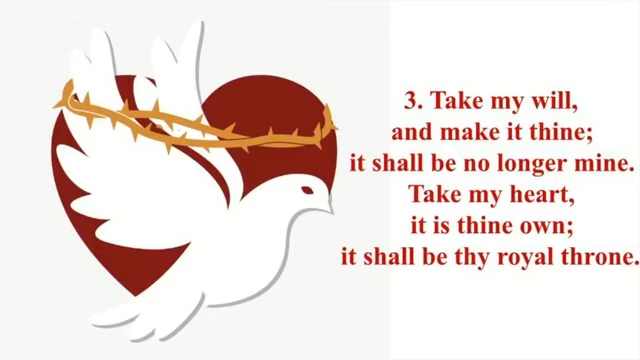 3. Take my will,
and make it thine;
it shall be no longer mine.
Take my heart,
it is thine own;
it shall be thy royal throne.